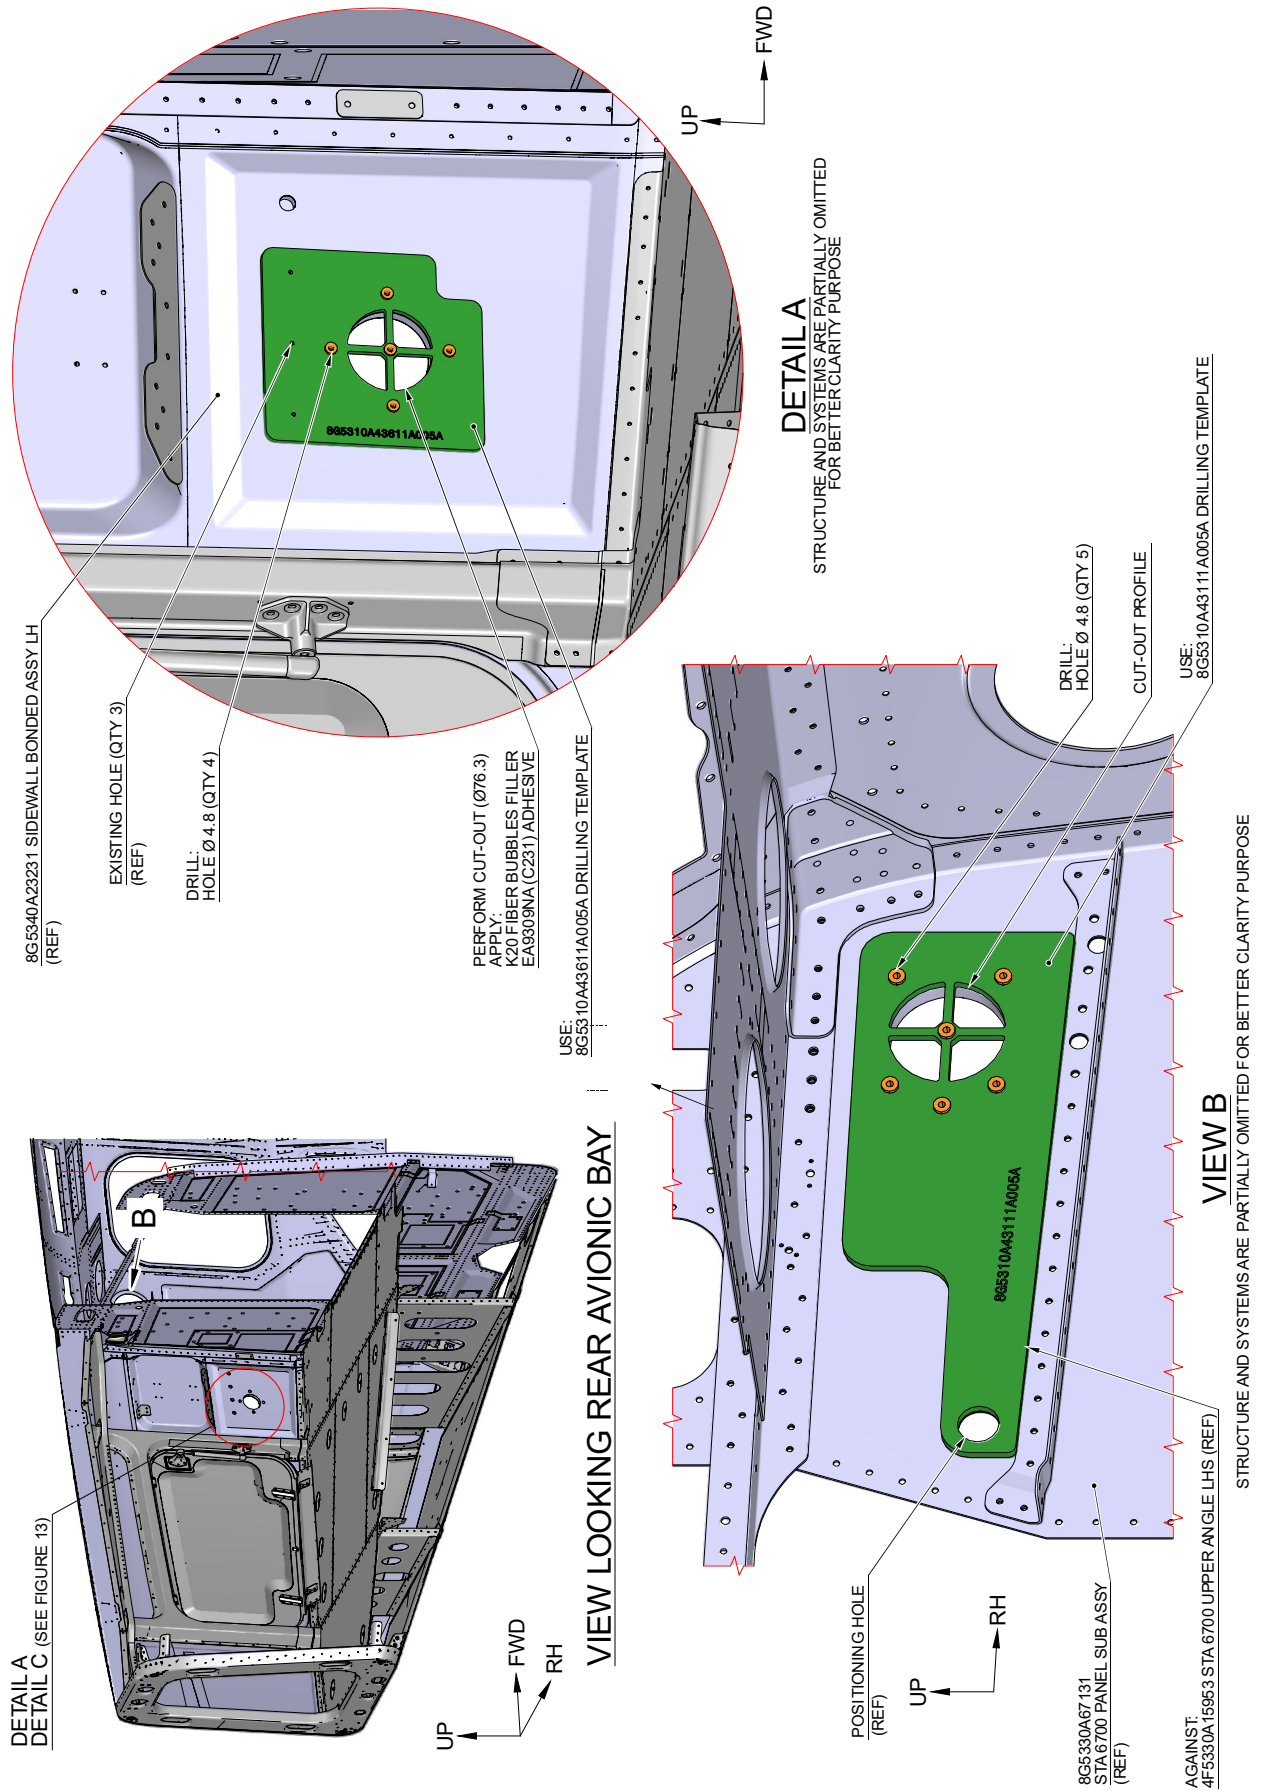 DETAIL A
DETAIL C (SEE FIGURE 13)
B
UP
FWD
RH
VIEW LOOKING REAR AVIONIC BAY
8G5340A23231 SIDEWALL BONDED ASSY LH
(REF)
EXISTING HOLE (QTY 3)
(REF)
DRILL:
HOLE Ø 4.8 (QTY 4)
PERFORM CUT-OUT (Ø76.3)
APPLY:
K20 FIBER BUBBLES FILLER
EA9309NA (C231) ADHESIVE
USE:
8G5310A43611A005A DRILLING TEMPLATE
8G5310A43611A005A
UP
FWD
DETAIL A
STRUCTURE AND SYSTEMS ARE PARTIALLY OMITTED
FOR BETTER CLARITY PURPOSE
POSITIONING HOLE
(REF)
UP
RH
8G5330A67131
STA 6700 PANEL SUB ASSY
(REF)
AGAINST:
4F5330A15953 STA 6700 UPPER ANGLE LHS (REF)
8G5310A43111A005A
DRILL:
HOLE Ø 4.8 (QTY 5)
CUT-OUT PROFILE
USE:
8G5310A43111A005A DRILLING TEMPLATE
VIEW B
STRUCTURE AND SYSTEMS ARE PARTIALLY OMITTED FOR BETTER CLARITY PURPOSE